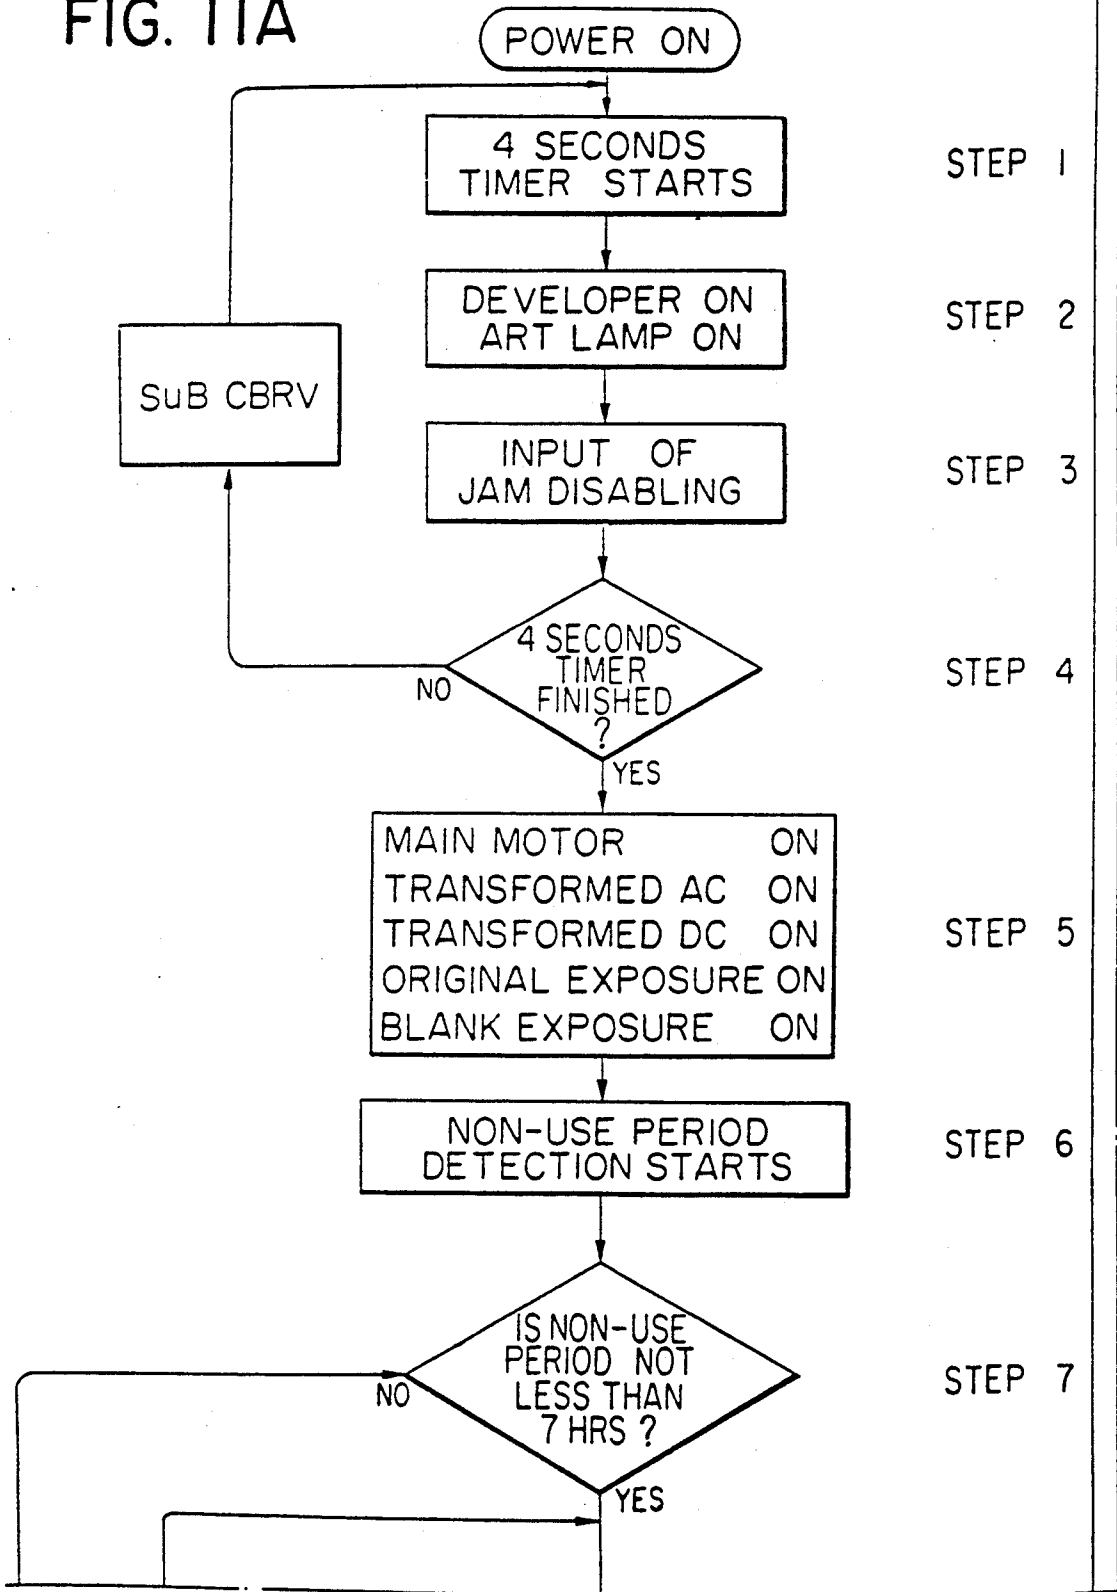 FIG. 11A
POWER ON
4 SECONDS
TIMER STARTS
STEP 1
DEVELOPER ON
ART LAMP ON
STEP 2
SuB CBRV
INPUT OF
JAM DISABLING
STEP 3
4 SECONDS
TIMER
FINISHED
?
STEP 4
NO
YES
MAIN MOTOR ON
TRANSFORMED AC ON
TRANSFORMED DC ON
ORIGINAL EXPOSURE ON
BLANK EXPOSURE ON
STEP 5
NON-USE PERIOD
DETECTION STARTS
STEP 6
IS NON-USE
PERIOD NOT
LESS THAN
7 HRS ?
STEP 7
NO
YES